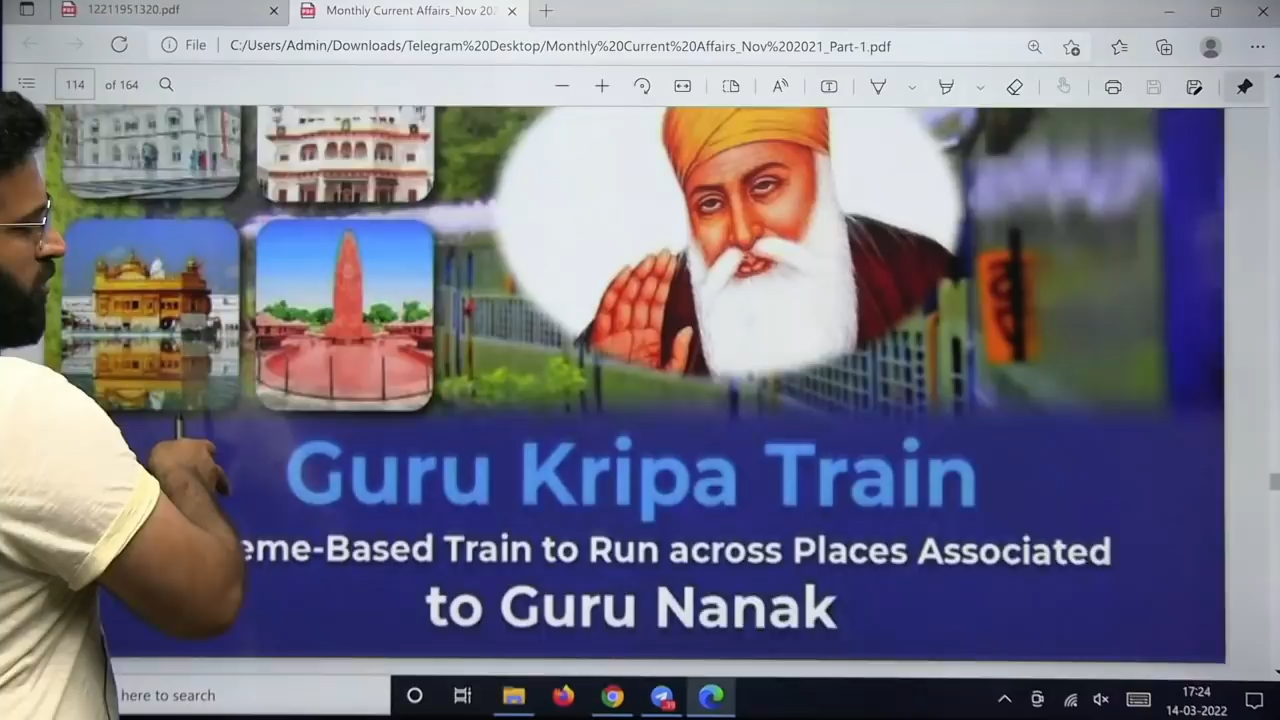 12211951320.pdf
Monthly Current Affairs_Nov 202
File
C:/Users/Admin/Downloads/Telegram%20Desktop/Monthly%20Current%20Affairs_Nov%202021_Part-1.pdf
114 of 164
Guru Kripa Train
eme-Based Train to Run across Places Associated
to Guru Nanak
here to search
17:24
14-03-2022